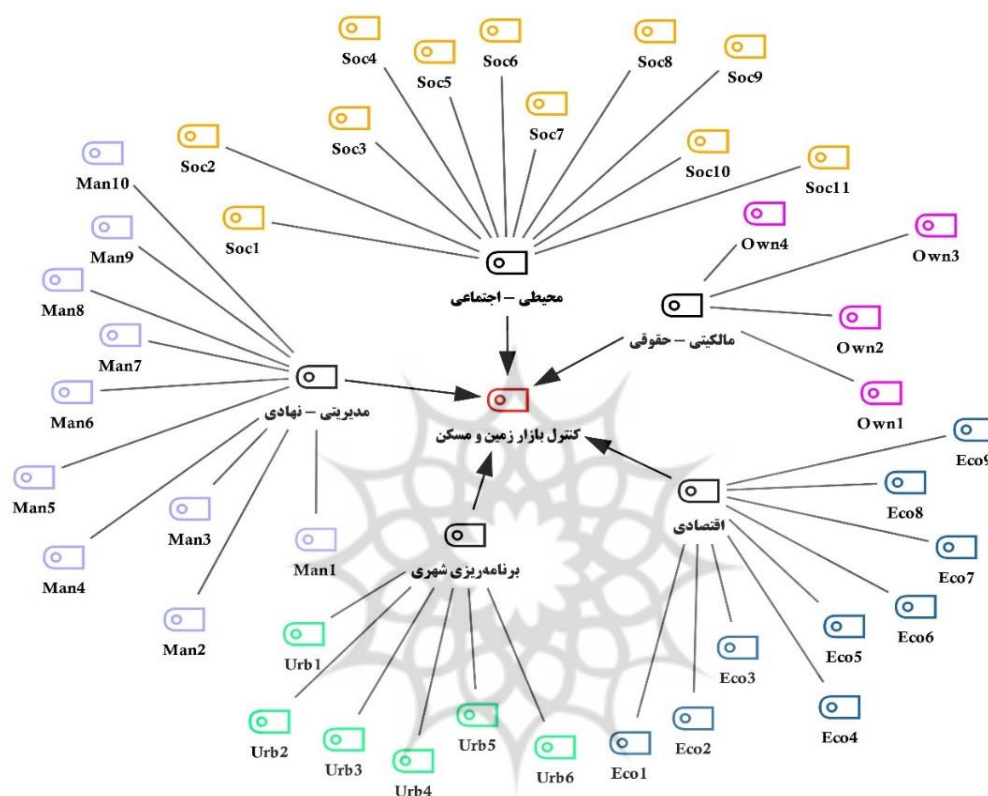 Soc4
Soc5
Soc6
Soc8
Soc9
Soc2
Soc3
Soc7
Soc10
Soc11
Man10
Soc1
Own4
Own3
Man9
Man8
محیطی – اجتماعی
Man7
مالکیتی – حقوقی
Own2
Man6
مدیریتی – نهادی
کنترل بازار زمین و مسکن
Own1
Eco9
Man5
Man3
Man4
Man1
برنامه‌ریزی شهری
اقتصادی
Eco8
Eco7
Man2
Urb1
Eco6
Eco5
Eco3
Urb2
Urb3
Urb4
Urb5
Urb6
Eco1
Eco2
Eco4